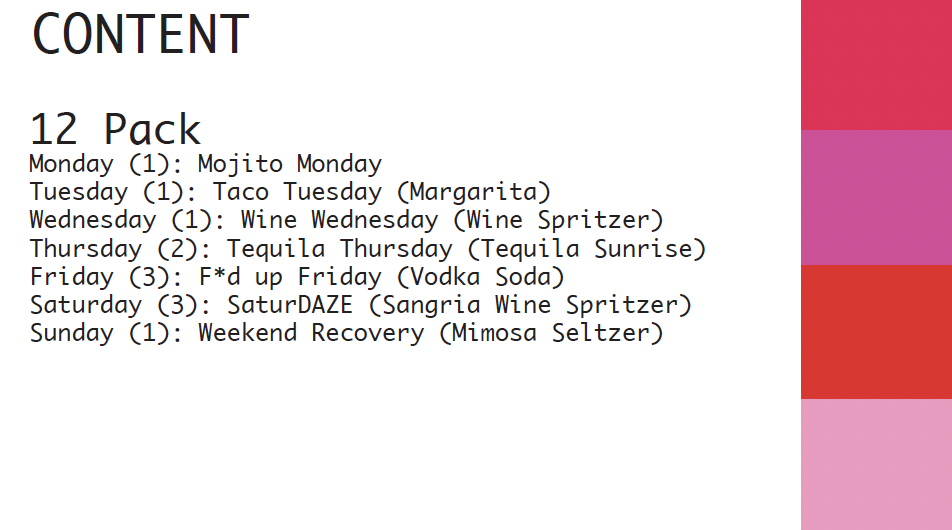 CONTENT
12 Pack
Monday (1): Mojito Monday
Tuesday (1): Taco Tuesday (Margarita)
Wednesday (1): Wine Wednesday (Wine Spritzer)
Thursday (2): Tequila Thursday (Tequila Sunrise)
Friday (3): F*d up Friday (Vodka Soda)
Saturday (3): SaturDAZE (Sangria Wine Spritzer)
Sunday (1): Weekend Recovery (Mimosa Seltzer)